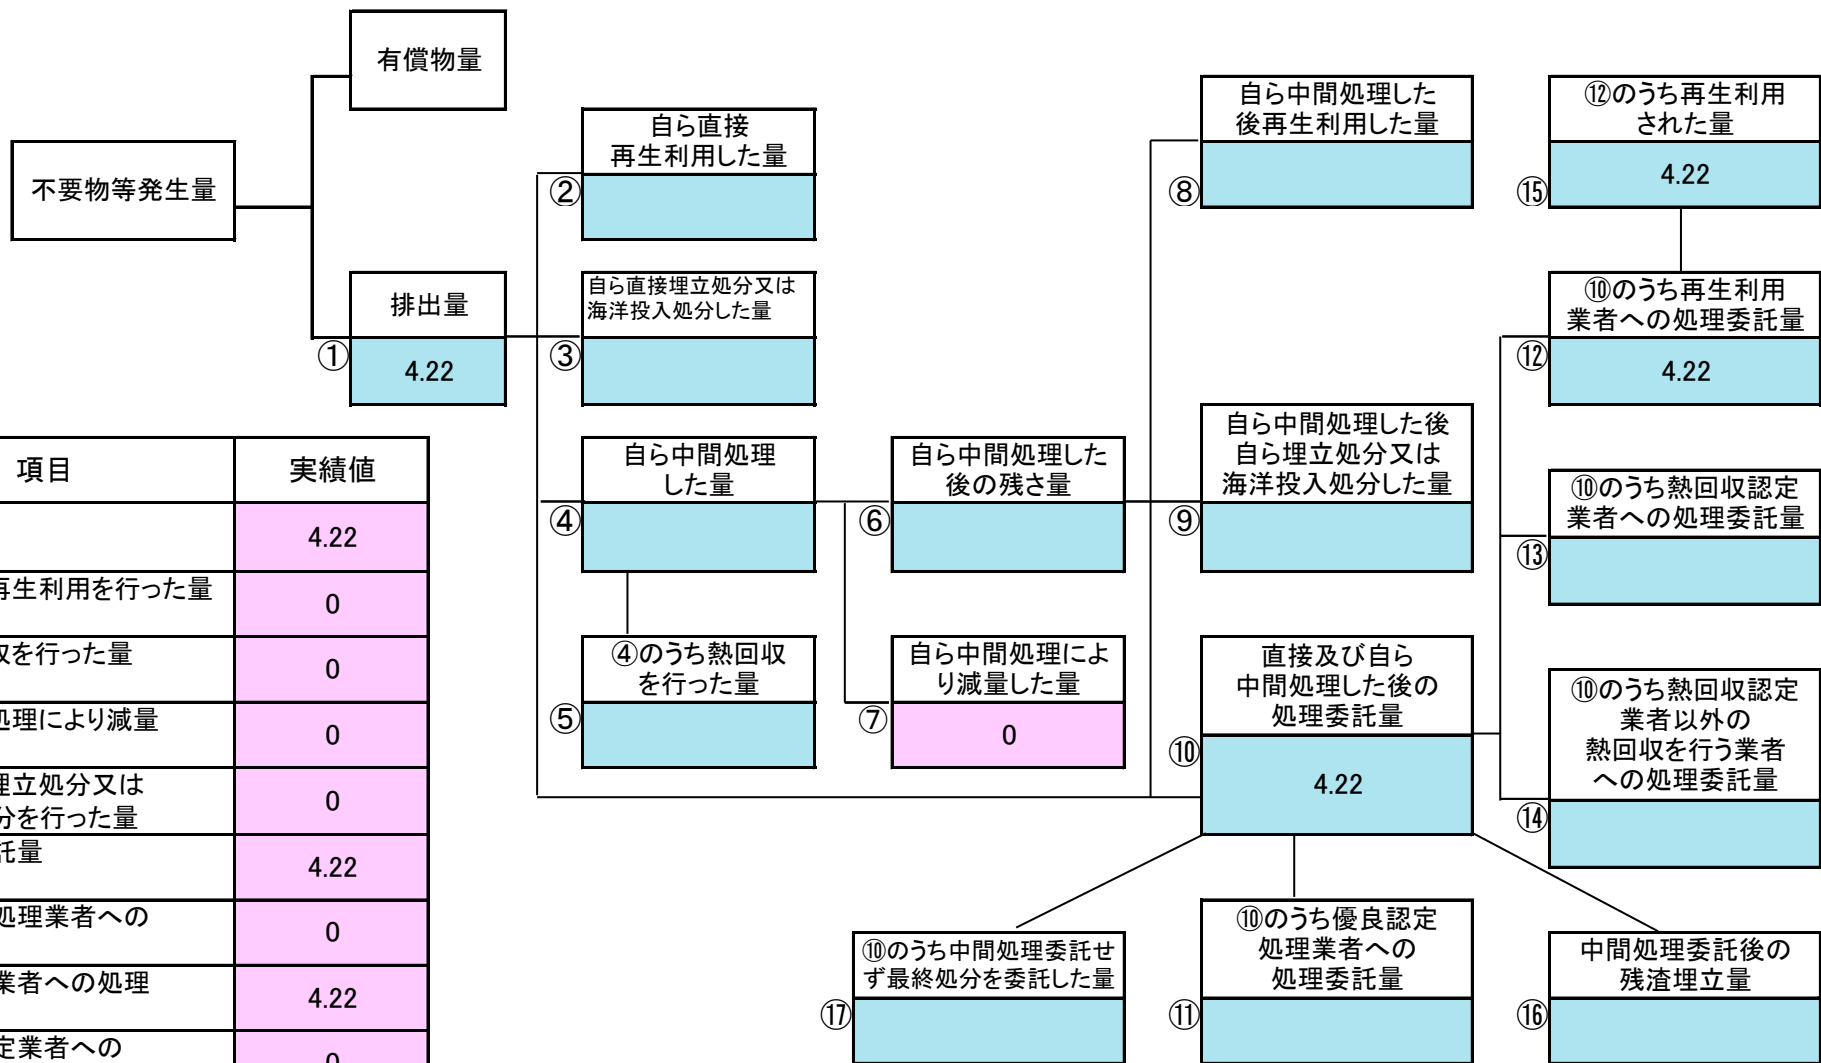 有償物量
不要物等発生量
排出量
①
4.22
自ら直接
再生利用した量
②
自ら直接埋立処分又は
海洋投入処分した量
③
自ら中間処理
した量
④
④のうち熱回収
を行った量
⑤
自ら中間処理した
後の残さ量
⑥
自ら中間処理によ
り減量した量
⑦
0
自ら中間処理した
後再生利用した量
⑧
自ら中間処理した後
自ら埋立処分又は
海洋投入処分した量
⑨
直接及び自ら
中間処理した後の
処理委託量
⑩
4.22
⑫のうち再生利用
された量
⑮
4.22
⑩のうち再生利用
業者への処理委託量
⑫
4.22
⑩のうち熱回収認定
業者への処理委託量
⑬
⑩のうち熱回収認定
業者以外の
熱回収を行う業者
への処理委託量
⑭
⑩のうち中間処理委託せ
ず最終処分を委託した量
⑰
⑩のうち優良認定
処理業者への
処理委託量
⑪
中間処理委託後の
残渣埋立量
⑯
項目 実績値
4.22
再生利用を行った量
0
収を行った量
0
処理により減量
0
埋立処分又は
分を行った量
0
託量
4.22
処理業者への
0
業者への処理
4.22
定業者への
0